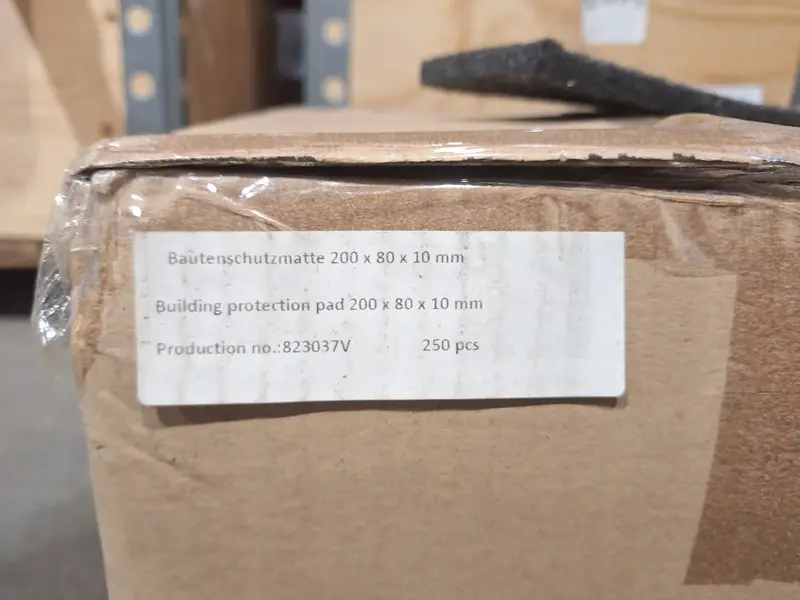 Bautenschutzmatte 200 x 80 x 10 mm
Building protection pad 200 x 80 x 10 mm
Production no.:823037V 250 pcs